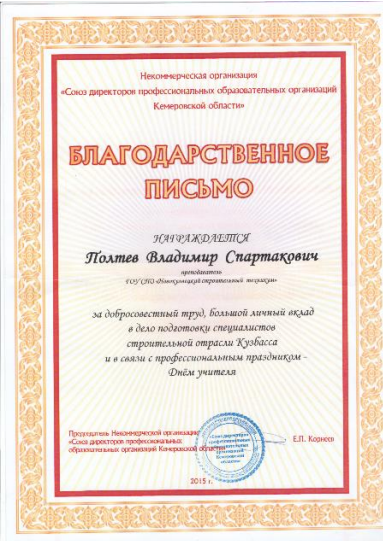 Некоммерческая организация
«Союз директоров профессиональных образовательных организаций
Кемеровской области»
БЛАГОДАРСТВЕННОЕ
ПИСЬМО
НАГРАЖДАЕТСЯ
Полтев Владимир Спартакович
преподаватель
ГОУ СПО «Новокузнецкий строительный техникум»
за добросовестный труд, большой личный вклад
в дело подготовки специалистов
строительной отрасли Кузбасса
и в связи с профессиональным праздником -
Днём учителя
Председатель Некоммерческой организации
«Союз директоров профессиональных
образовательных организаций Кемеровской области»
Е.П. Корнеев
2015 г.